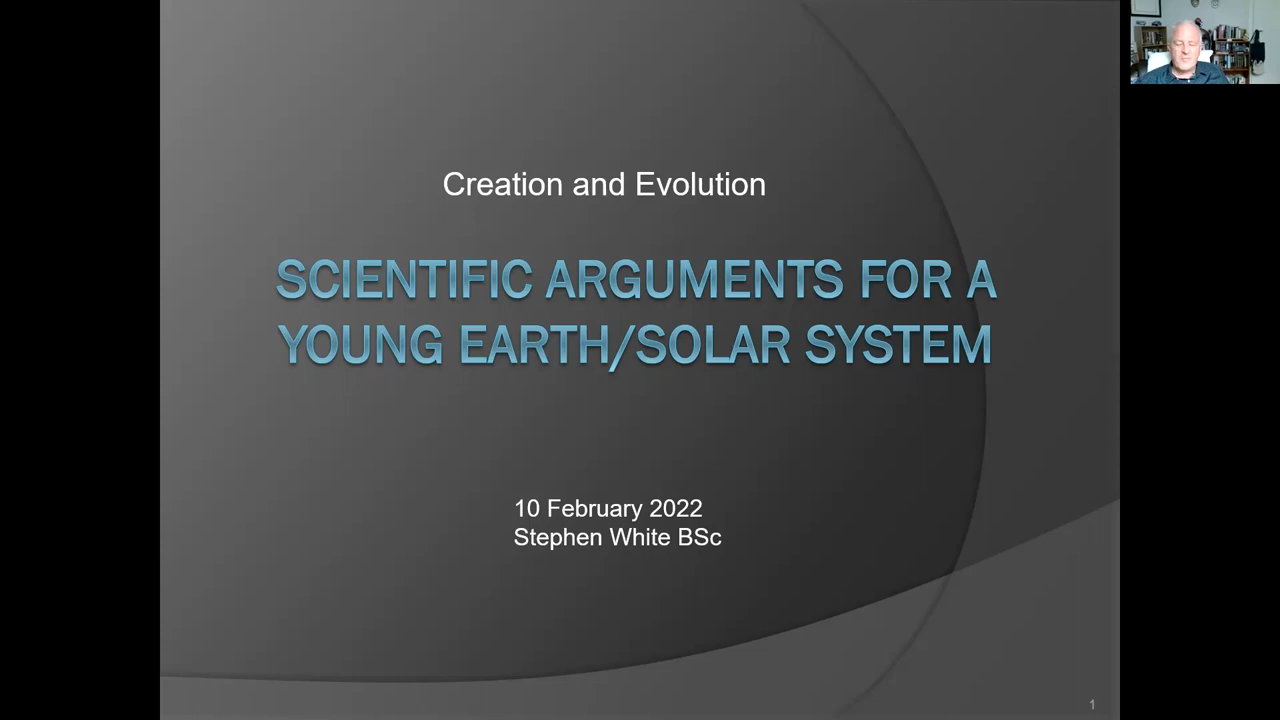 Creation and Evolution
SCIENTIFIC ARGUMENTS FOR A
YOUNG EARTH/SOLAR SYSTEM
10 February 2022
Stephen White BSc
1